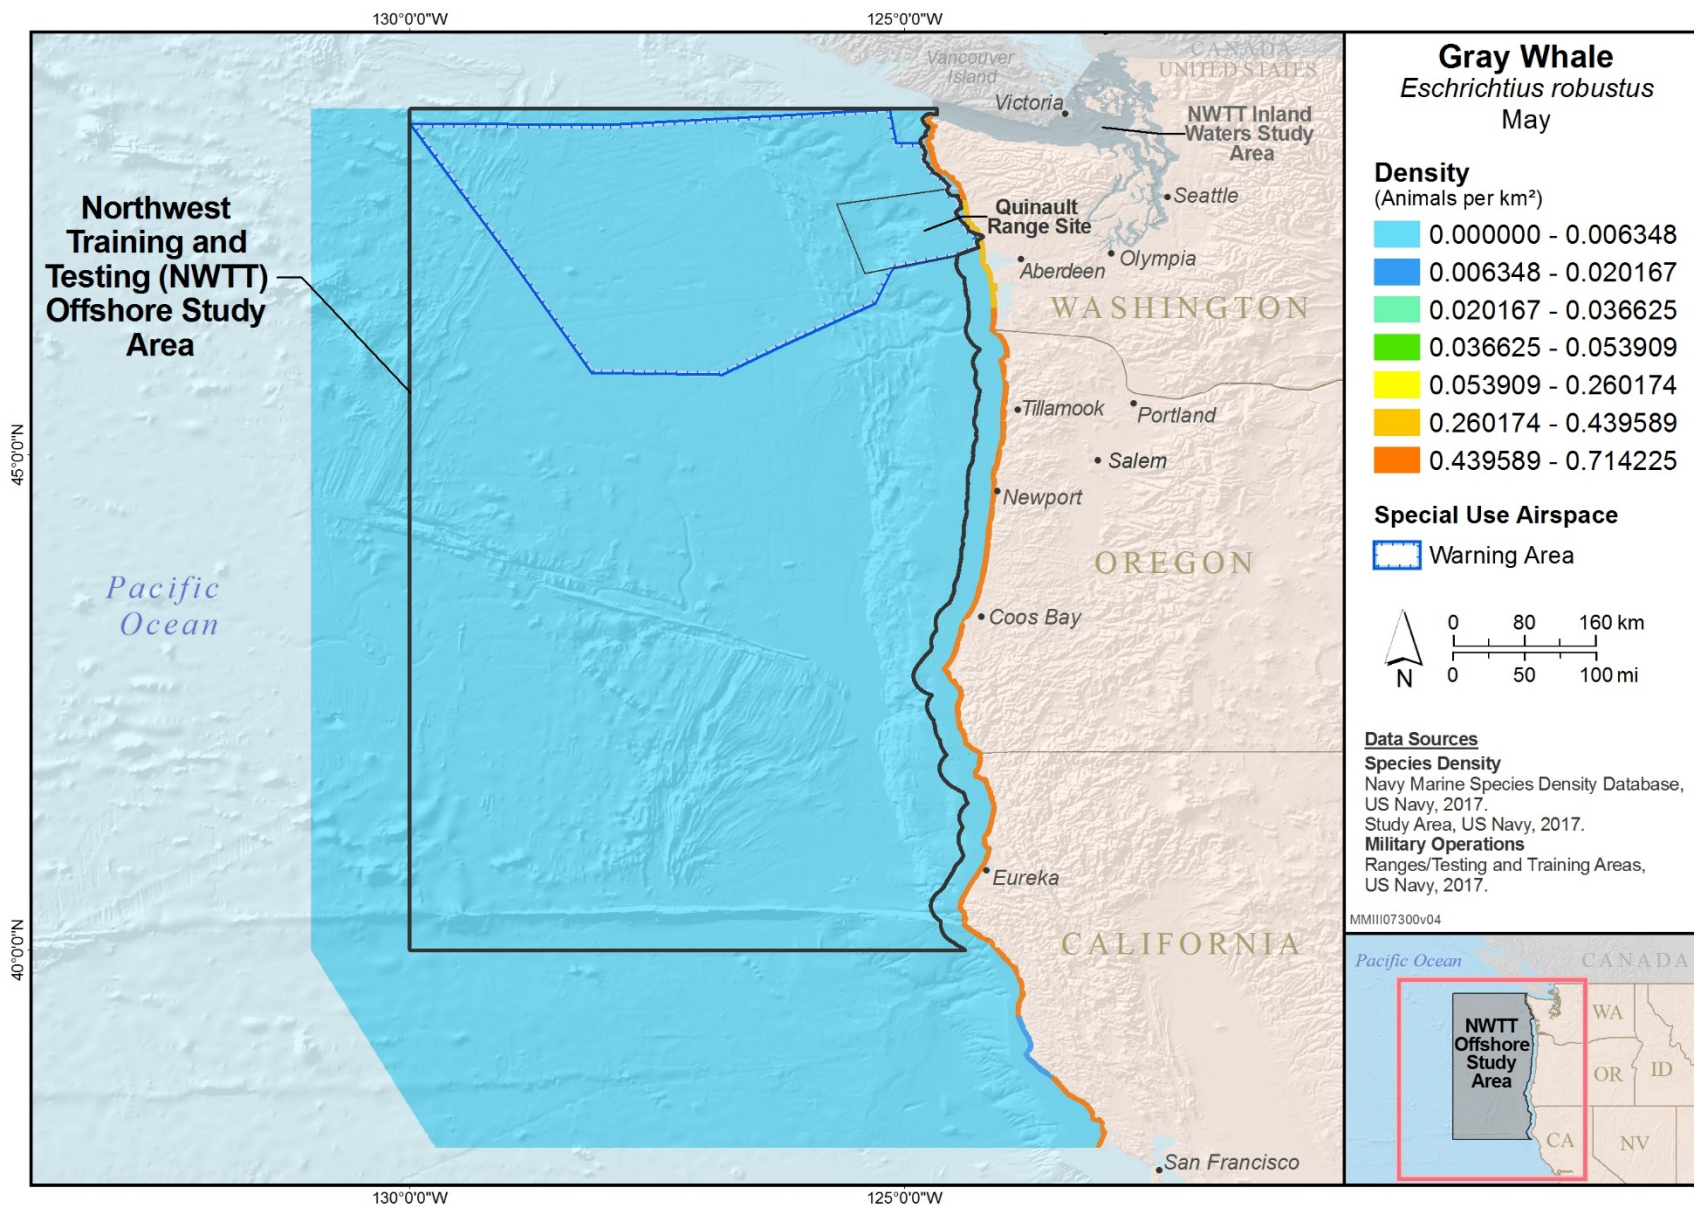 130°0'0"W
125°0'0"W
Gray Whale
Eschrichtius robustus
May
Density
(Animals per km²)
0.000000 - 0.006348
0.006348 - 0.020167
0.020167 - 0.036625
0.036625 - 0.053909
0.053909 - 0.260174
0.260174 - 0.439589
0.439589 - 0.714225
Special Use Airspace
Warning Area
0 80 160 km
0 50 100 mi
N
Data Sources
Species Density
Navy Marine Species Density Database,
US Navy, 2017.
Study Area, US Navy, 2017.
Military Operations
Ranges/Testing and Training Areas,
US Navy, 2017.
MMIII07300v04
CANADA
UNITED STATES
Vancouver
Island
Victoria
NWTT Inland
Waters Study
Area
Seattle
Northwest
Training and
Testing (NWTT)
Offshore Study
Area
Quinault
Range Site
Aberdeen
Olympia
WASHINGTON
Tillamook
Portland
Salem
45°0'0"N
Newport
OREGON
Pacific
Ocean
Coos Bay
Eureka
CALIFORNIA
40°0'0"N
San Francisco
130°0'0"W
125°0'0"W
Pacific Ocean
CANADA
NWTT
Offshore
Study
Area
WA
OR
ID
CA
NV